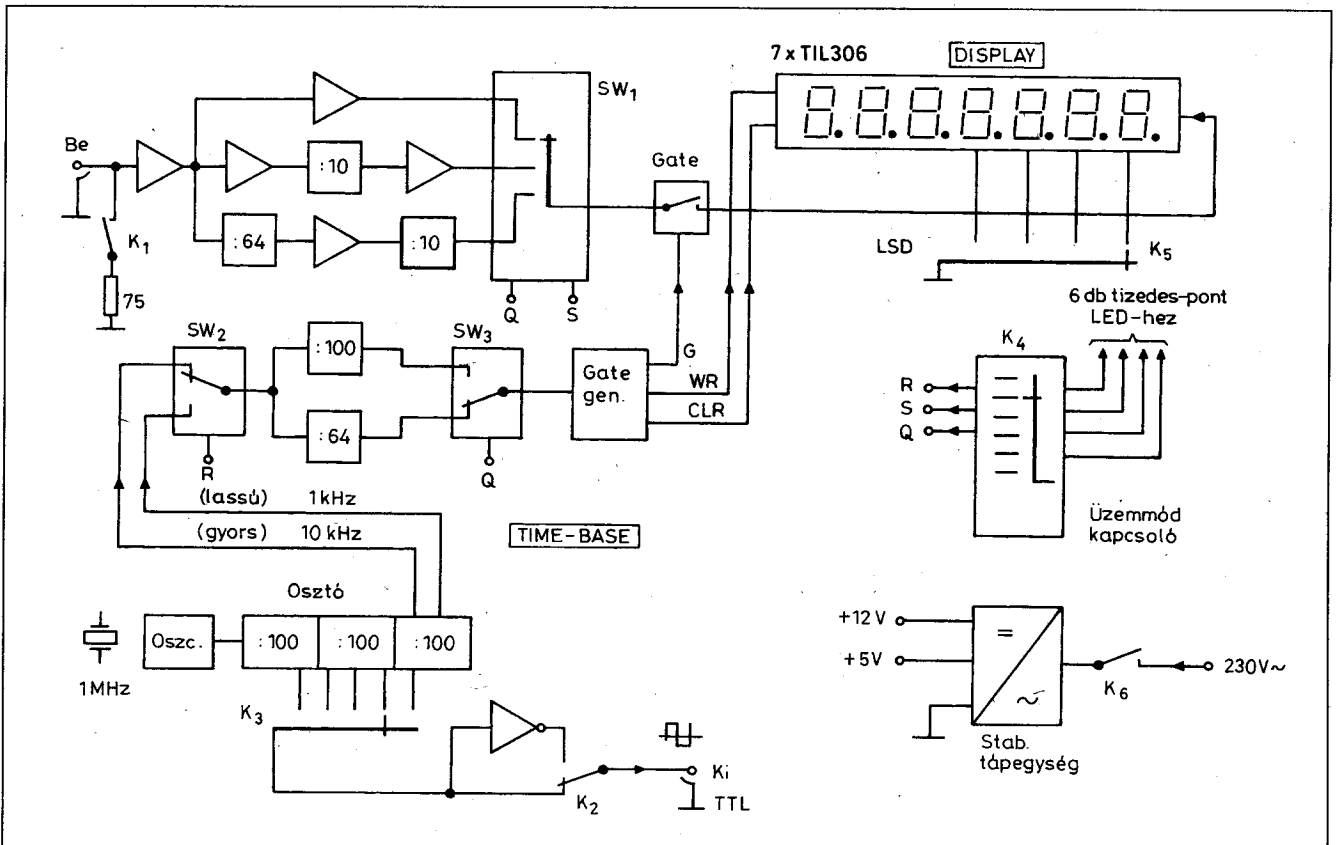 7 x TIL306 DISPLAY
SW1
Be
:10
Gate
K1
:64
:10
LSD
K5
75
Q S
6 db tizedes-pont
LED-hez
SW2
:100
SW3
K4
G
Gate
gen.
WR
CLR
R
S
Q
:64
R
Q
(lassú) 1 kHz
(gyors) 10 kHz
TIME-BASE
Üzemmód
kapcsoló
Osztó
Oszc.
:100
:100
:100
1MHz
+12 V
+5V
=
~
230V~
K6
K3
Stab.
tápegység
Ki
K2
TTL